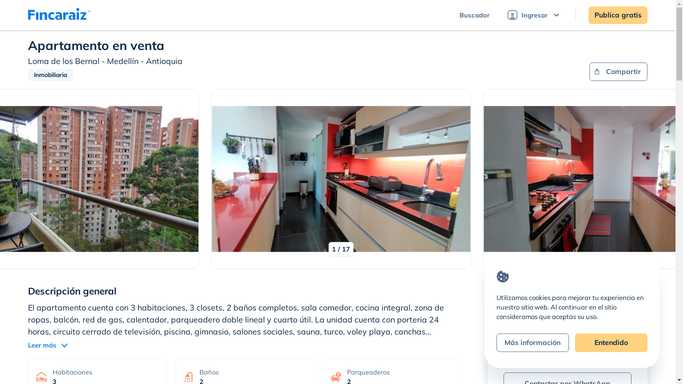 Fincaraiz
Buscador
Ingresar
Publica gratis
Apartamento en venta
Loma de los Bernal - Medellín - Antioquia
Inmobiliaria
Compartir
1 / 17
Descripción general
El apartamento cuenta con 3 habitaciones, 3 closets, 2 baños completos, sala comedor, cocina integral, zona de
ropas, balcón, red de gas, calentador, parqueadero doble lineal y cuarto útil. La unidad cuenta con porteria 24
horas, circuito cerrado de televisión, piscina, gimnasio, salones sociales, sauna, turco, voley playa, canchas...
Leer más
Habitaciones
3
Baños
2
Parqueaderos
2
Utilizamos cookies para mejorar tu experiencia en
nuestro sitio web. Al continuar en el sitio
consideramos que aceptas su uso.
Más información
Entendido
Contactar por WhatsApp